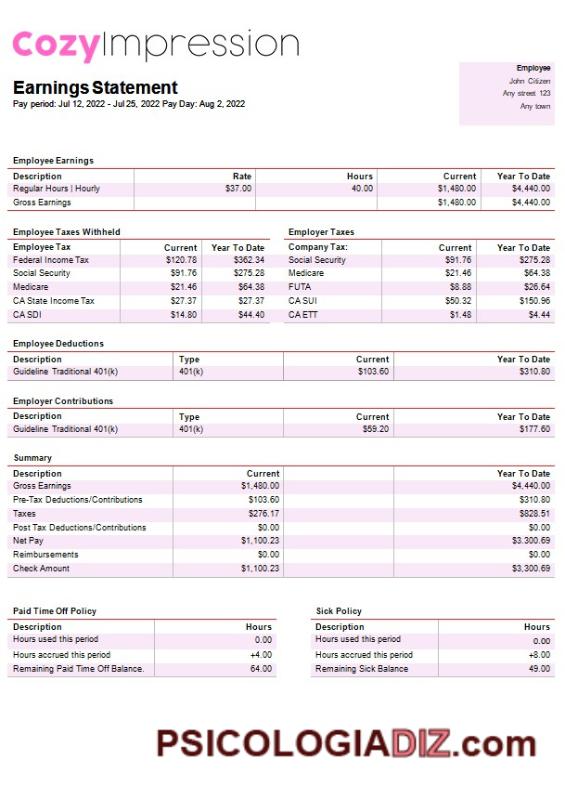 CozyImpression
Employee
John Citizen
Any street 123
Any town
Earnings Statement
Pay period: Jul 12, 2022 - Jul 25, 2022 Pay Day: Aug 2, 2022
Employee Earnings
Description Rate Hours Current Year To Date
Regular Hours | Hourly $37.00 40.00 $1,480.00 $4,440.00
Gross Earnings $1,480.00 $4,440.00
Employee Taxes Withheld Employer Taxes
Employee Tax Current Year To Date Company Tax: Current Year To Date
Federal Income Tax $120.78 $362.34 Social Security $91.76 $275.28
Social Security $91.76 $275.28 Medicare $21.46 $64.38
Medicare $21.46 $64.38 FUTA $8.88 $26.64
CA State Income Tax $27.37 $27.37 CA SUI $50.32 $150.96
CA SDI $14.80 $44.40 CA ETT $1.48 $4.44
Employee Deductions
Description Type Current Year To Date
Guideline Traditional 401(k) 401(k) $103.60 $310.80
Employer Contributions
Description Type Current Year To Date
Guideline Traditional 401(k) 401(k) $59.20 $177.60
Summary
Description Current Year To Date
Gross Earnings $1,480.00 $4,440.00
Pre-Tax Deductions/Contributions $103.60 $310.80
Taxes $276.17 $828.51
Post Tax Deductions/Contributions $0.00 $0.00
Net Pay $1,100.23 $3.300.69
Reimbursements $0.00 $0.00
Check Amount $1,100.23 $3,300.69
Paid Time Off Policy Sick Policy
Description Hours Description Hours
Hours used this period 0.00 Hours used this period 0.00
Hours accrued this period +4.00 Hours accrued this period +8.00
Remaining Paid Time Off Balance. 64.00 Remaining Sick Balance 49.00
PSICOLOGIADIZ.com